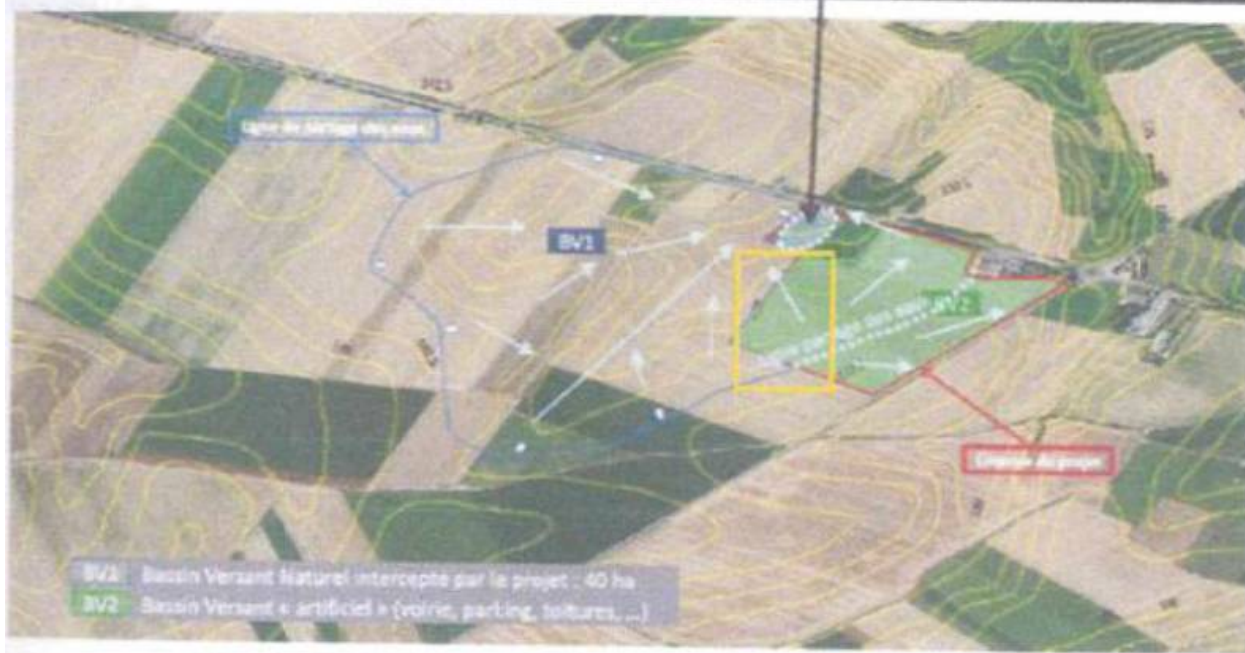 Ligne de partage des eaux
BV1
BV2
Emprise du projet
BV1 Bassin Versant Naturel intercepté par le projet : 40 ha
BV2 Bassin Versant « artificiel » (voirie, parking, toitures, ...)